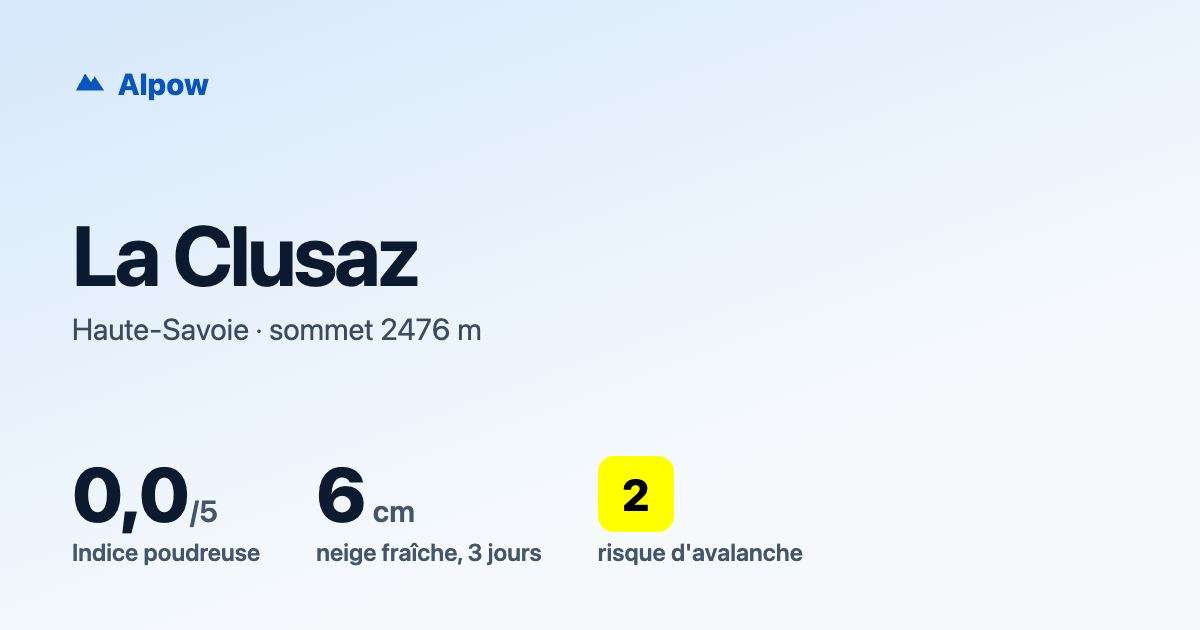 Alpow
La Clusaz
Haute-Savoie · sommet 2476 m
0,0/5
Indice poudreuse
6 cm
neige fraîche, 3 jours
2
risque d'avalanche